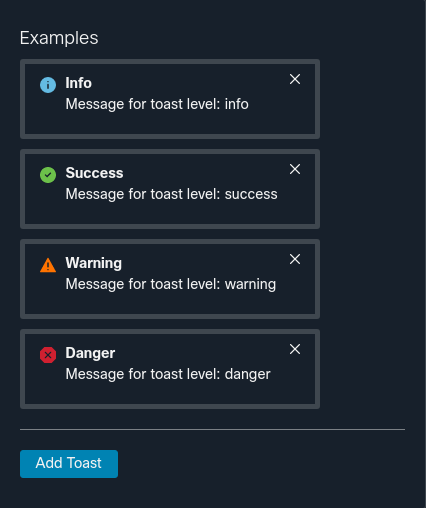 Examples
Info
Message for toast level: info
Success
Message for toast level: success
Warning
Message for toast level: warning
Danger
Message for toast level: danger
Add Toast